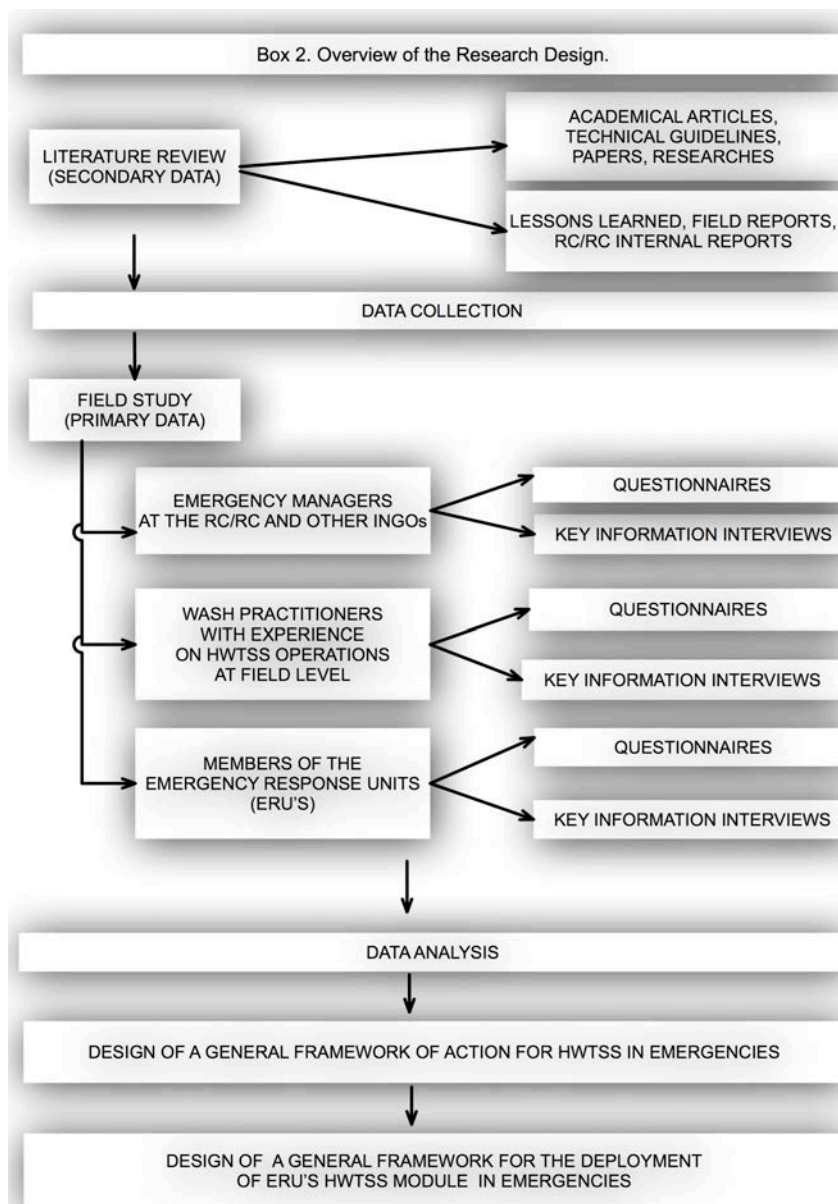 Box 2. Overview of the Research Design.
LITERATURE REVIEW
(SECONDARY DATA)
ACADEMICAL ARTICLES,
TECHNICAL GUIDELINES,
PAPERS, RESEARCHES
LESSONS LEARNED, FIELD REPORTS,
RC/RC INTERNAL REPORTS
DATA COLLECTION
FIELD STUDY
(PRIMARY DATA)
EMERGENCY MANAGERS
AT THE RC/RC AND OTHER INGOs
QUESTIONNAIRES
KEY INFORMATION INTERVIEWS
WASH PRACTITIONERS
WITH EXPERIENCE
ON HWTSS OPERATIONS
AT FIELD LEVEL
QUESTIONNAIRES
KEY INFORMATION INTERVIEWS
MEMBERS OF THE
EMERGENCY RESPONSE UNITS
(ERU'S)
QUESTIONNAIRES
KEY INFORMATION INTERVIEWS
DATA ANALYSIS
DESIGN OF A GENERAL FRAMEWORK OF ACTION FOR HWTSS IN EMERGENCIES
DESIGN OF A GENERAL FRAMEWORK FOR THE DEPLOYMENT
OF ERU'S HWTSS MODULE IN EMERGENCIES